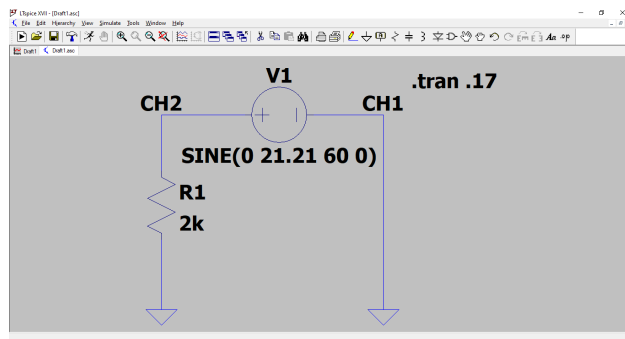 LTspice XVII - [Draft1.asc]
File Edit Hierarchy View Simulate Tools Window Help
Draft1 Draft1.asc
V1
.tran .17
CH2
CH1
SINE(0 21.21 60 0)
R1
2k